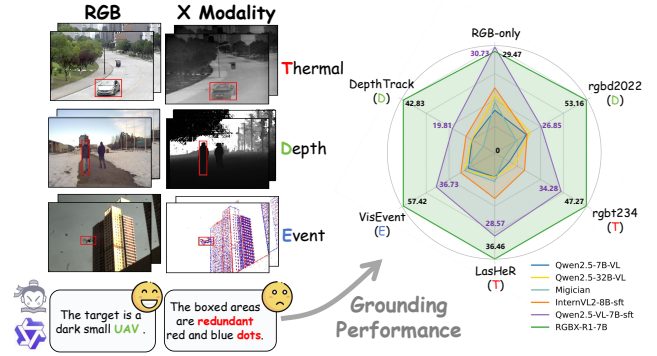 RGB
X Modality
Thermal
Depth
Event
The target is a
dark small UAV .
The boxed areas
are redundant
red and blue dots.
Grounding
Performance
RGB-only
30.73
29.47
DepthTrack
(D)
42.83
19.81
rgbd2022
(D)
53.16
26.85
0
VisEvent
(E)
57.42
36.73
rgbt234
(T)
47.27
34.28
28.57
36.46
LasHeR
(T)
Qwen2.5-7B-VL
Qwen2.5-32B-VL
Migician
InternVL2-8B-sft
Qwen2.5-VL-7B-sft
RGBX-R1-7B